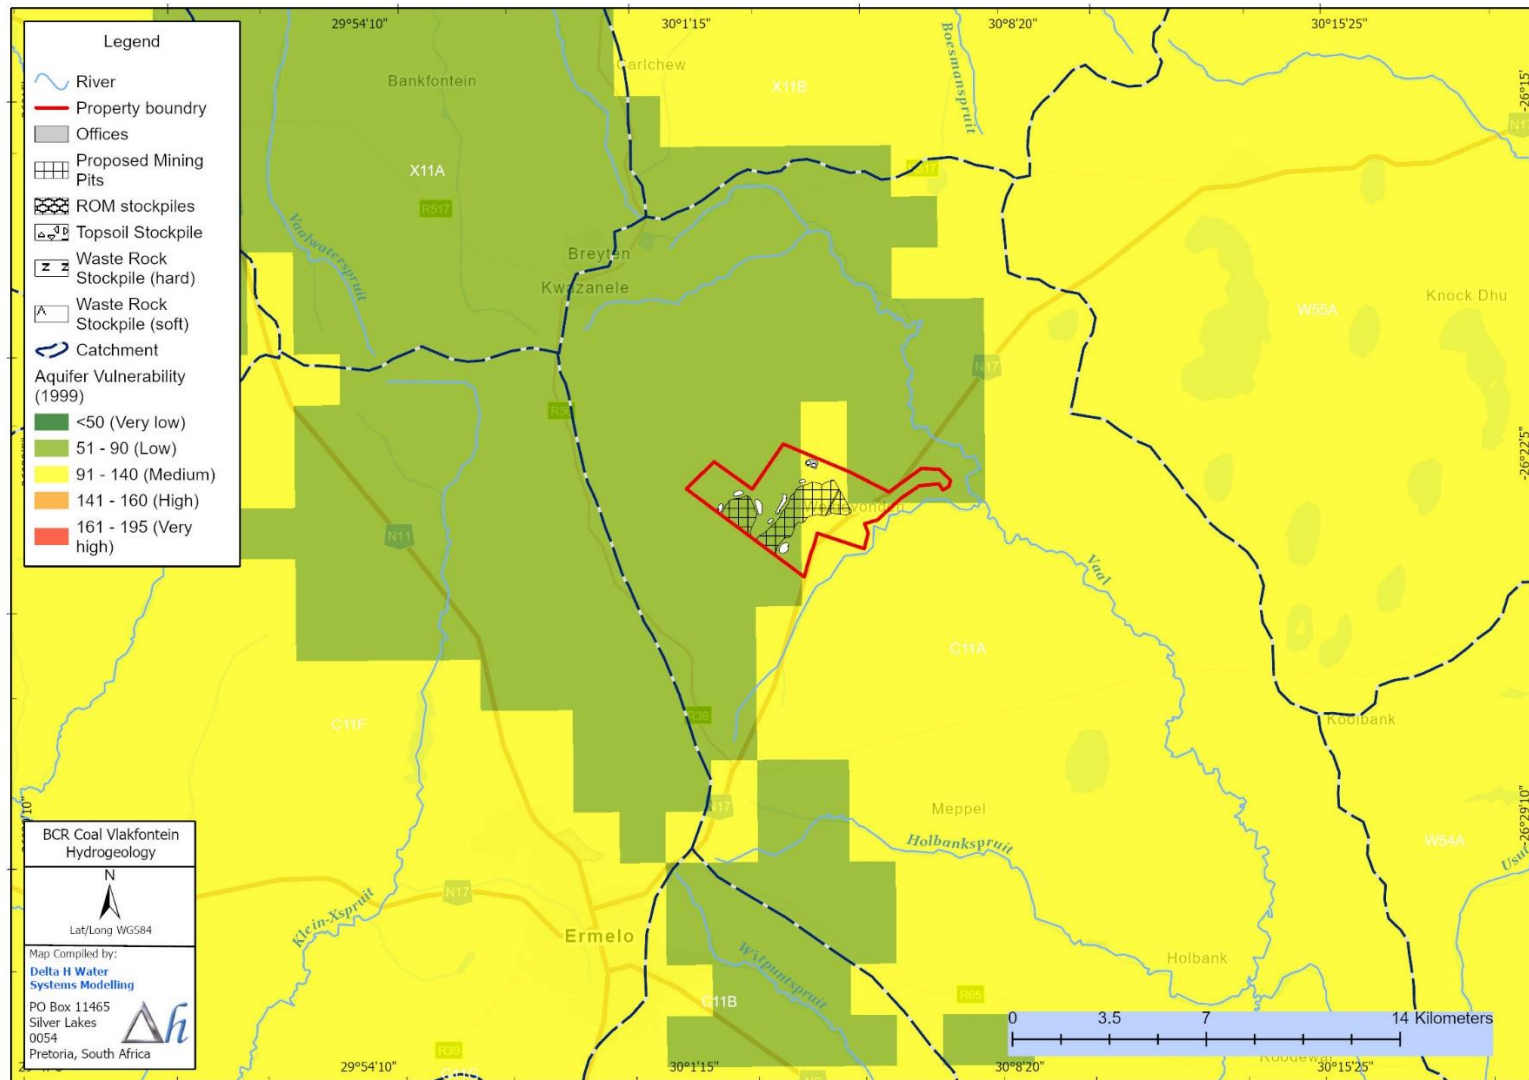 29°54'10"
30°1'15"
30°8'20"
30°15'25"
Legend
River
Property boundry
Offices
Proposed Mining
Pits
ROM stockpiles
Topsoil Stockpile
Waste Rock
Stockpile (hard)
Waste Rock
Stockpile (soft)
Catchment
Aquifer Vulnerability
(1999)
<50 (Very low)
51 - 90 (Low)
91 - 140 (Medium)
141 - 160 (High)
161 - 195 (Very
high)
Bankfontein
Carlchew
X11B
Boesmanspruit
-26°15'
X11A
R517
Vaalwaterspruit
Breyten
Kwazanele
W55A
Knock Dhu
N17
R36
-26°22'5"
N11
Vaal
C11A
C11F
R36
Koolbank
N17
Meppel
Holbankspruit
-26°29'10"
W54A
N17
Klein-Xspruit
Ermelo
Witpuntspruit
Holbank
C11B
R65
R39
BCR Coal Vlakfontein
Hydrogeology
N
Lat/Long WGS84
Map Compiled by:
Delta H Water
Systems Modelling
PO Box 11465
Silver Lakes
0054
Pretoria, South Africa
h
0
3.5
7
14 Kilometers
29°54'10"
30°1'15"
30°8'20"
30°15'25"